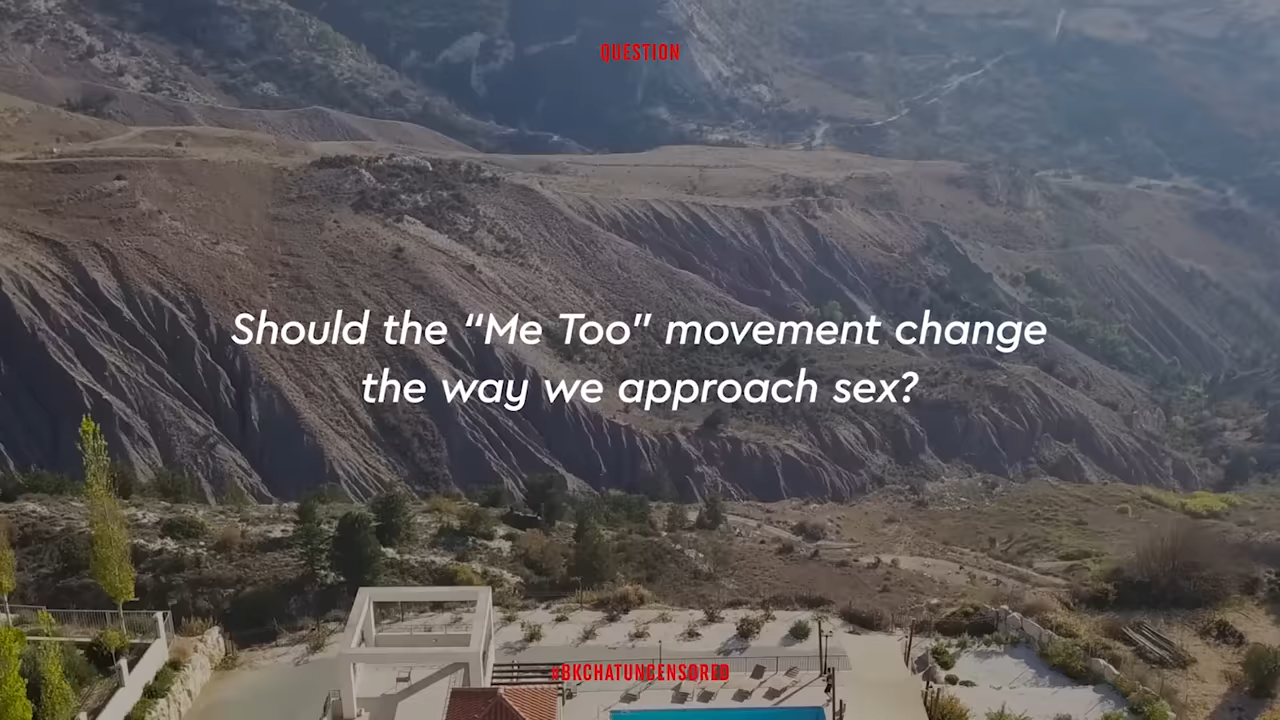 QUESTION
Should the “Me Too” movement change
the way we approach sex?
#BKCHATUNCENSORED